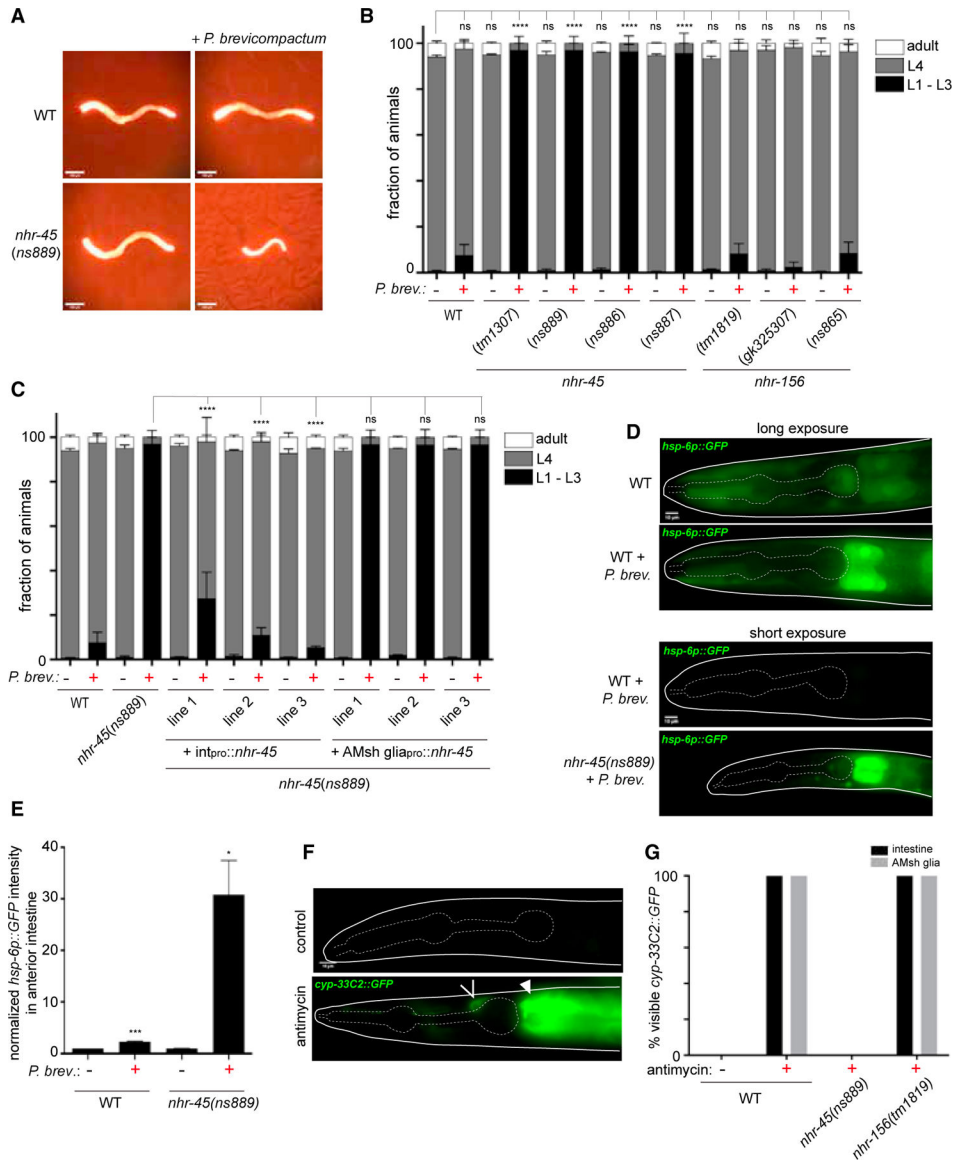 A
+ P. brevicompactum
WT
nhr-45
(ns889)
B
ns ns ns **** ns **** ns **** ns **** ns ns ns ns ns ns
100
0
fraction of animals
adult
L4
L1 - L3
P. brev.: - + - + - + - + - + - + - + - +
WT (tm1307) (ns889) (ns886) (ns887) (tm1819) (gk325307) (ns865)
nhr-45 nhr-156
C
**** **** **** ns ns ns
100
0
fraction of animals
adult
L4
L1 - L3
P. brev.: - + - + - + - + - + - + - + - +
WT nhr-45(ns889) line 1 line 2 line 3 line 1 line 2 line 3
+ intpro::nhr-45 + AMsh gliapro::nhr-45
nhr-45(ns889)
D
long exposure
hsp-6p::GFP
WT
hsp-6p::GFP
WT +
P. brev.
short exposure
hsp-6p::GFP
WT +
P. brev.
hsp-6p::GFP
nhr-45(ns889)
+ P. brev.
E
normalized hsp-6p::GFP intensity
in anterior intestine
40
30
20
10
0
***
*
P. brev.: - + - +
WT nhr-45(ns889)
F
control
cyp-33C2::GFP
antimycin
G
intestine
AMsh glia
% visible cyp-33C2::GFP
100
0
antimycin: - + + +
WT nhr-45(ns889) nhr-156(tm1819)